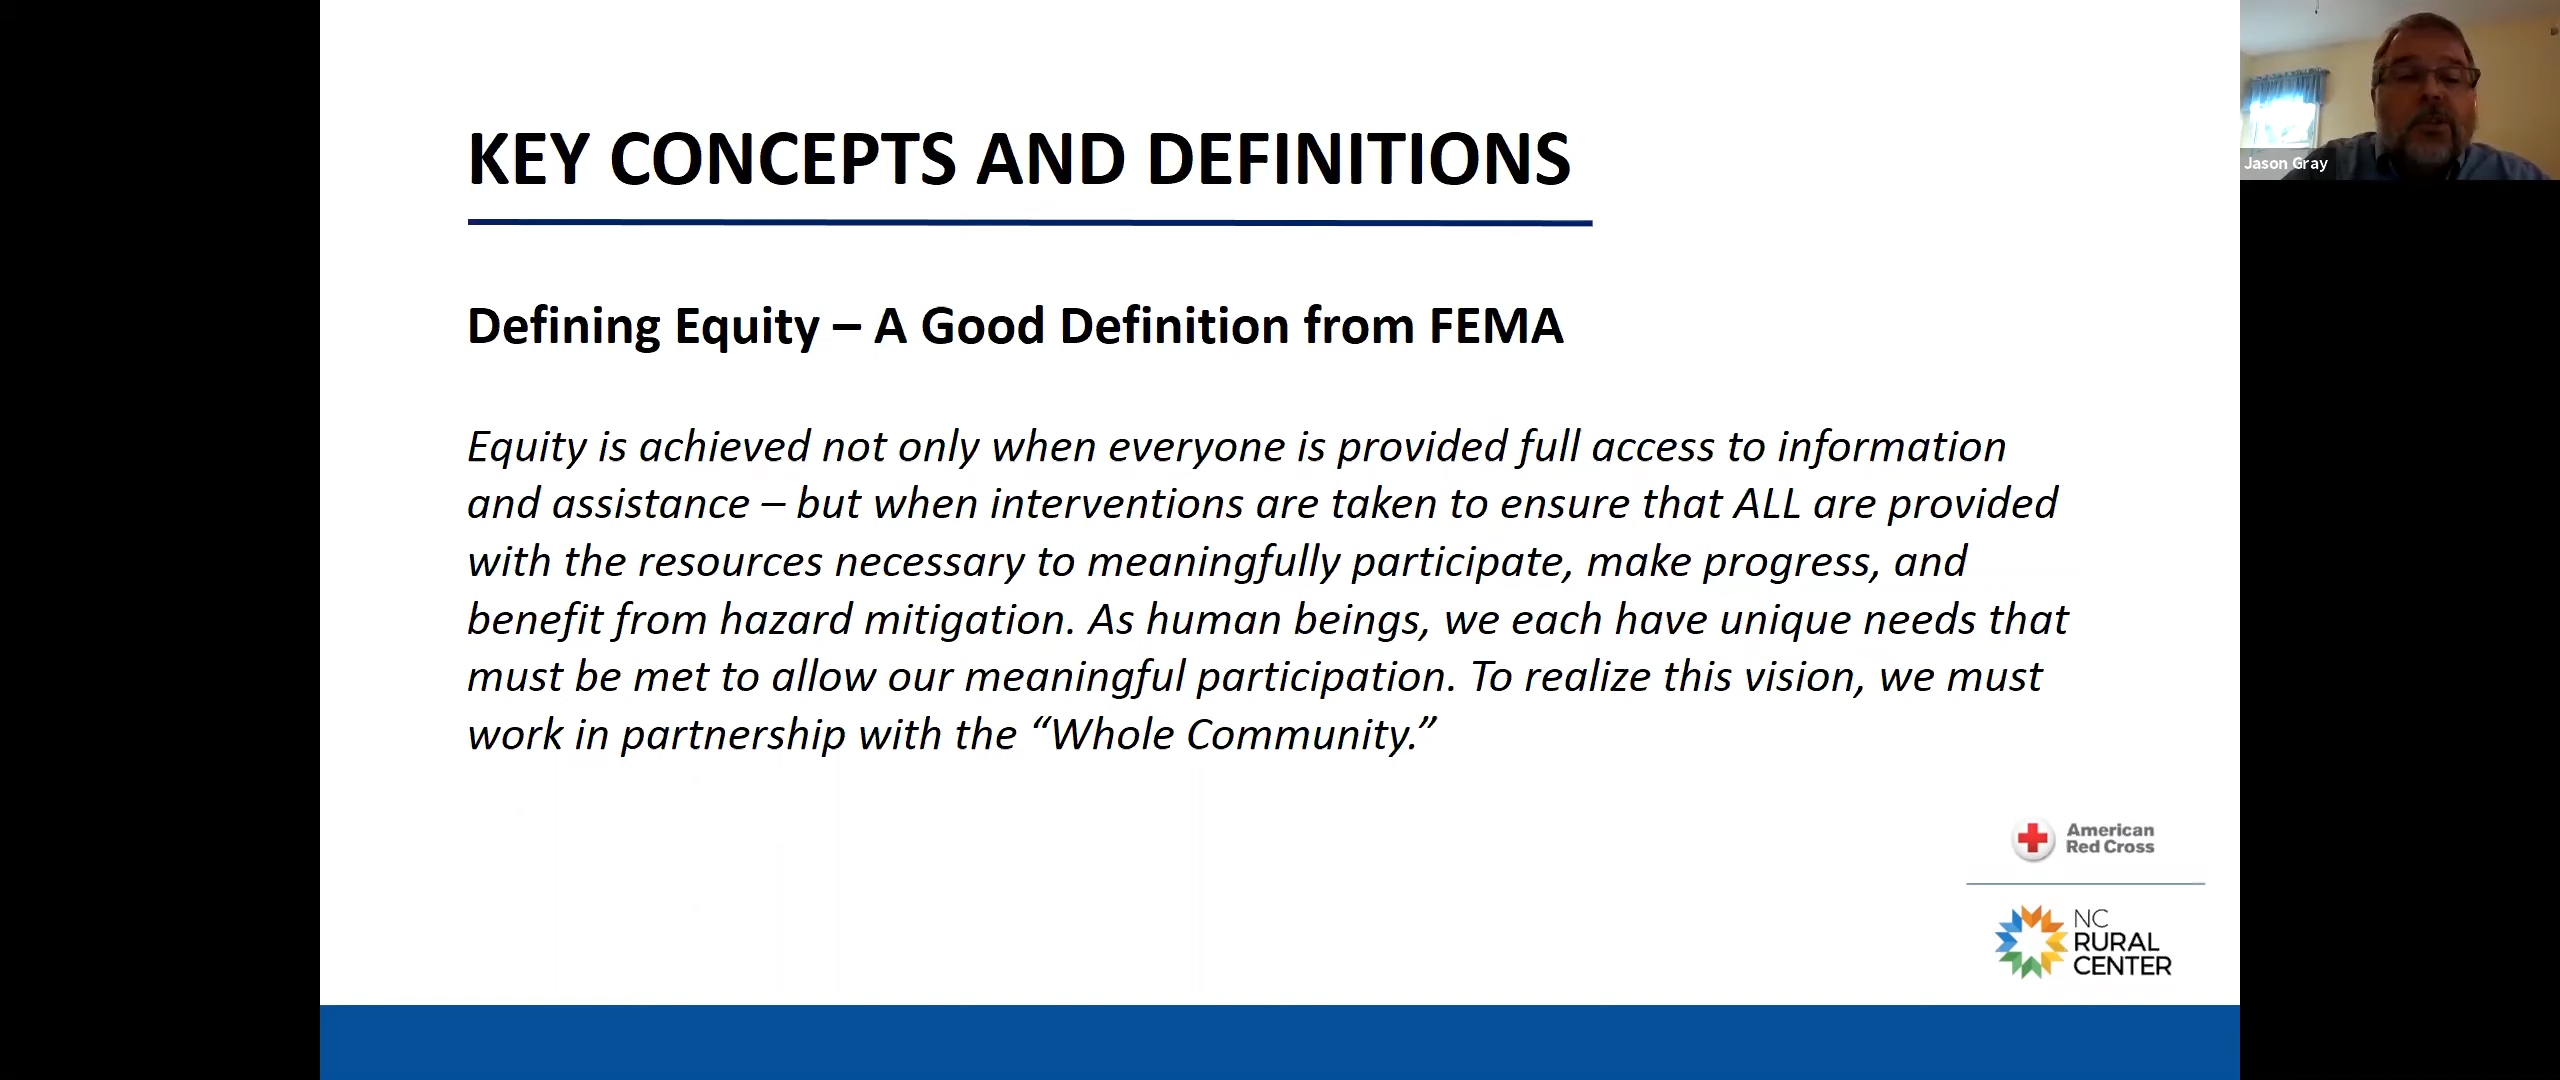 KEY CONCEPTS AND DEFINITIONS
Defining Equity – A Good Definition from FEMA
Equity is achieved not only when everyone is provided full access to information
and assistance – but when interventions are taken to ensure that ALL are provided
with the resources necessary to meaningfully participate, make progress, and
benefit from hazard mitigation. As human beings, we each have unique needs that
must be met to allow our meaningful participation. To realize this vision, we must
work in partnership with the “Whole Community.”
American
Red Cross
NC
RURAL
CENTER
Jason Gray